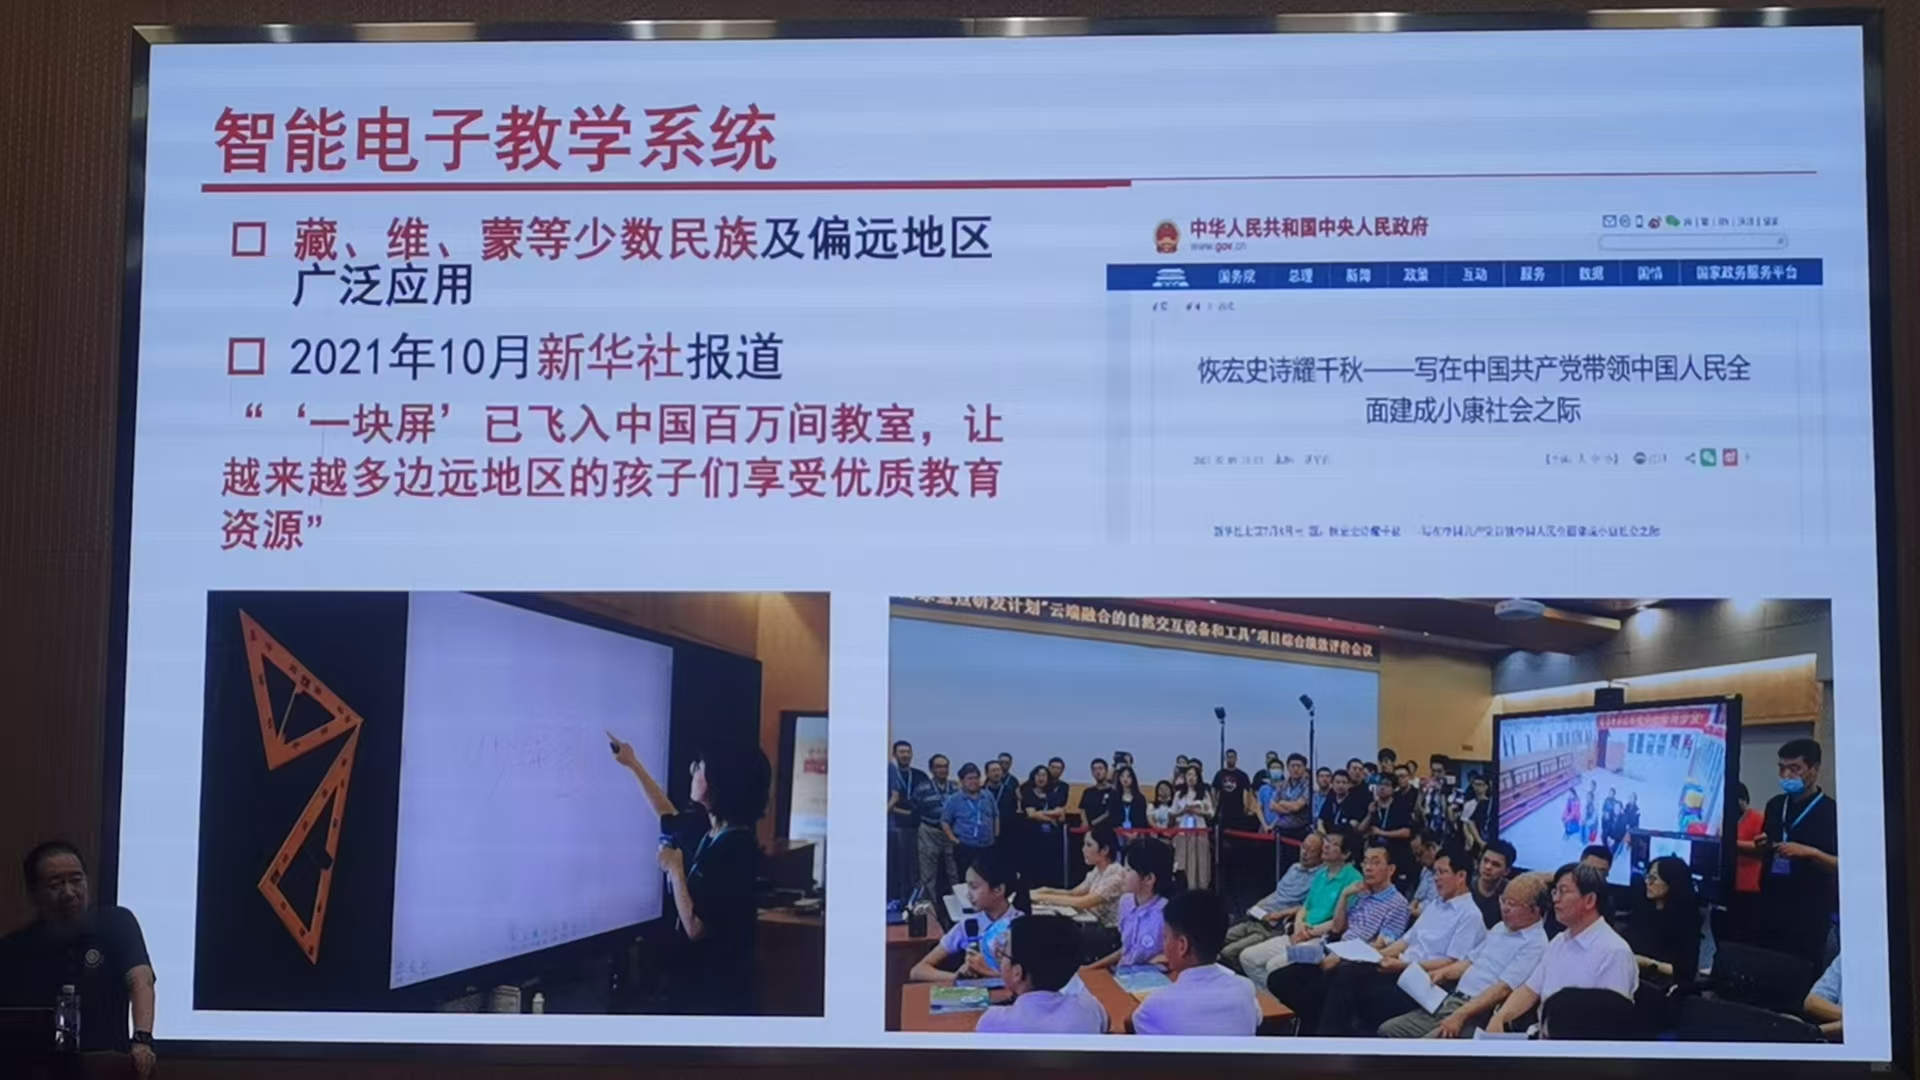 智能电子教学系统
藏、维、蒙等少数民族及偏远地区
广泛应用
2021年10月新华社报道
“‘一块屏’已飞入中国百万间教室，让
越来越多边远地区的孩子们享受优质教育
资源”
中华人民共和国中央人民政府
www.gov.cn
国务院 总理 新闻 政策 互动 服务 数据 国情 国家政务服务平台
恢宏史诗耀千秋——写在中国共产党带领中国人民全
面建成小康社会之际
研发计划“云端融合的自然交互设备和工具”项目综合绩效评价会议